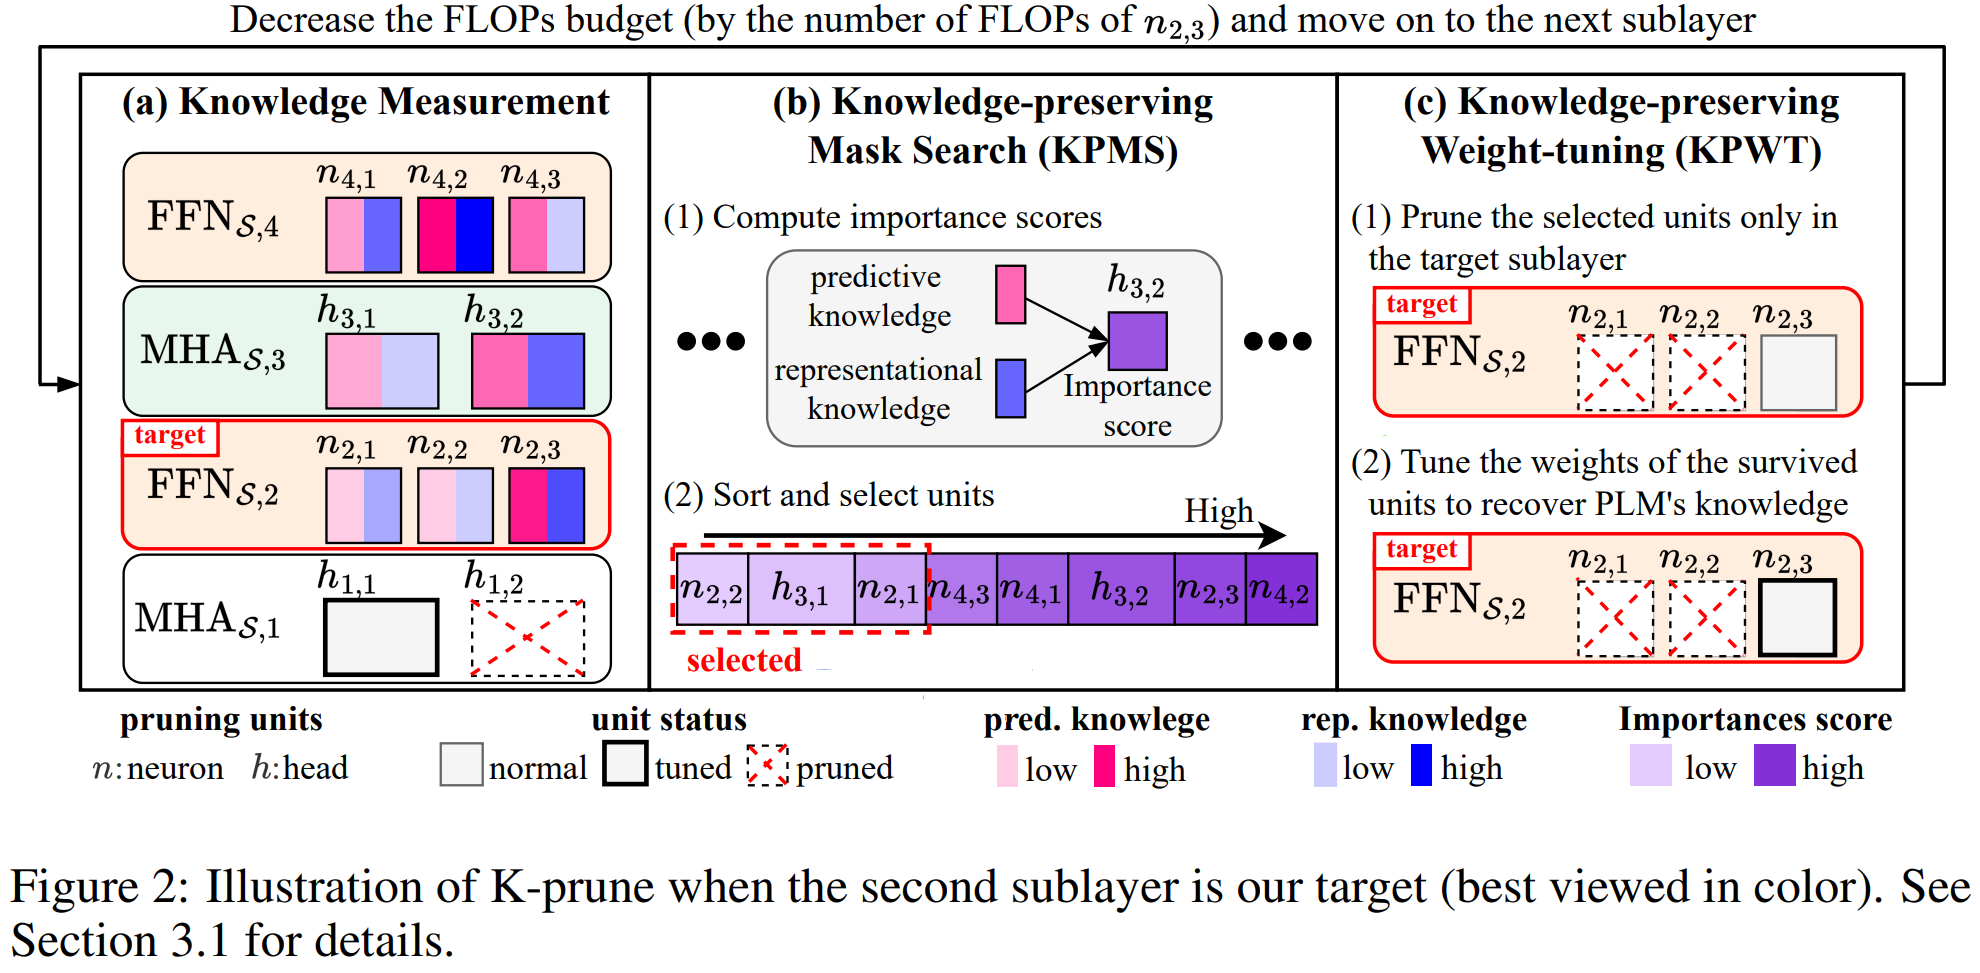 Decrease the FLOPs budget (by the number of FLOPs of n2,3) and move on to the next sublayer
(a) Knowledge Measurement
n4,1 n4,2 n4,3
FFNS,4
h3,1 h3,2
MHAS,3
target
n2,1 n2,2 n2,3
FFNS,2
h1,1 h1,2
MHAS,1
(b) Knowledge-preserving
Mask Search (KPMS)
(1) Compute importance scores
predictive
knowledge
representational
knowledge
h3,2
Importance
score
(2) Sort and select units
High
n2,2 h3,1 n2,1 n4,3 n4,1 h3,2 n2,3 n4,2
selected
(c) Knowledge-preserving
Weight-tuning (KPWT)
(1) Prune the selected units only in
the target sublayer
target
n2,1 n2,2 n2,3
FFNS,2
(2) Tune the weights of the survived
units to recover PLM's knowledge
target
n2,1 n2,2 n2,3
FFNS,2
pruning units
n:neuron h:head
unit status
normal tuned pruned
pred. knowlege
low high
rep. knowledge
low high
Importances score
low high
Figure 2: Illustration of K-prune when the second sublayer is our target (best viewed in color). See
Section 3.1 for details.